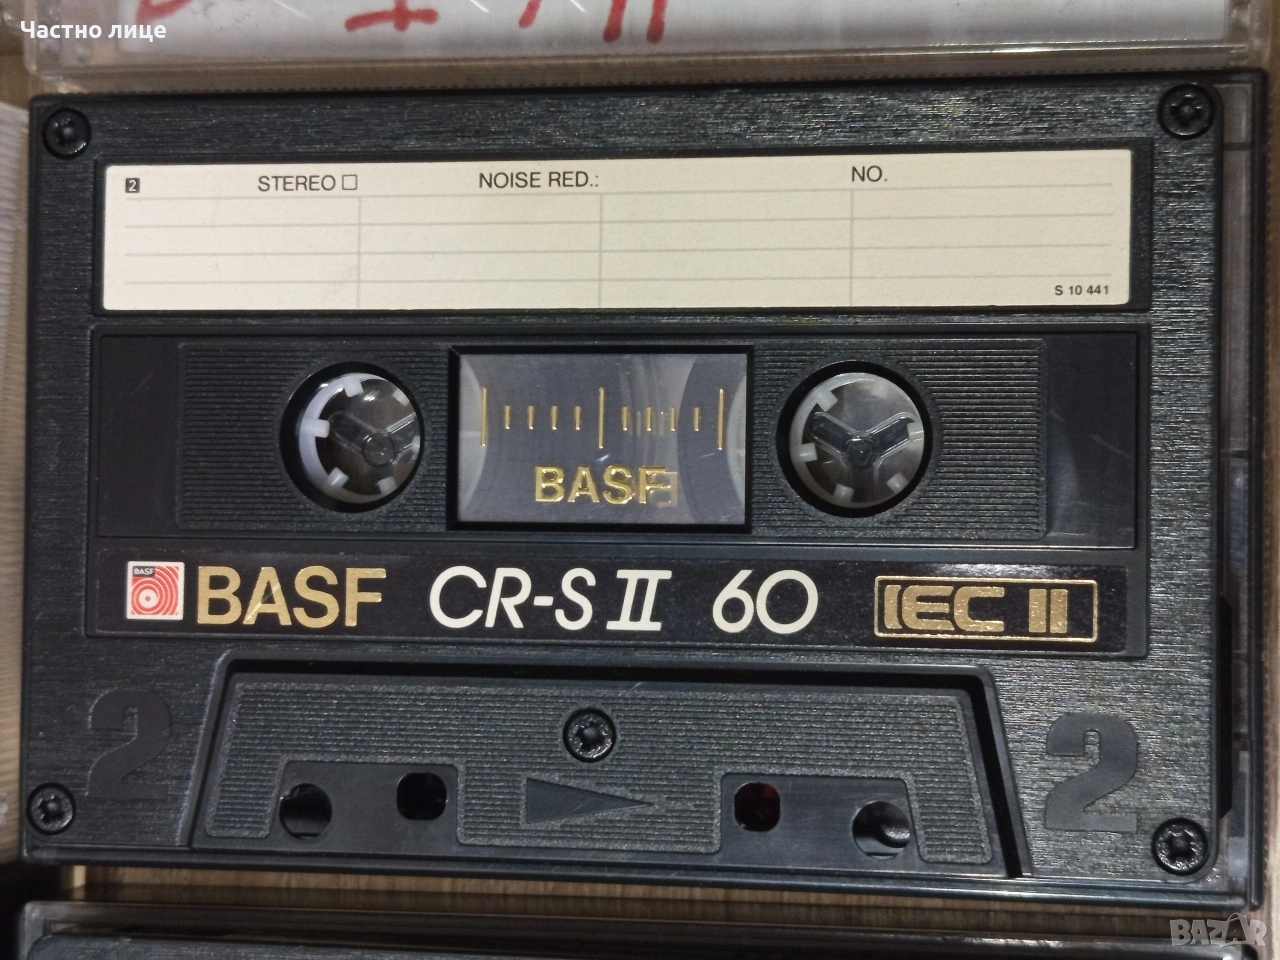 Частно лице
2 STEREO NOISE RED.: NO.
S 10 441
BASF
BASF BASF CR-S II 60 IEC II
2 2
BAZAR